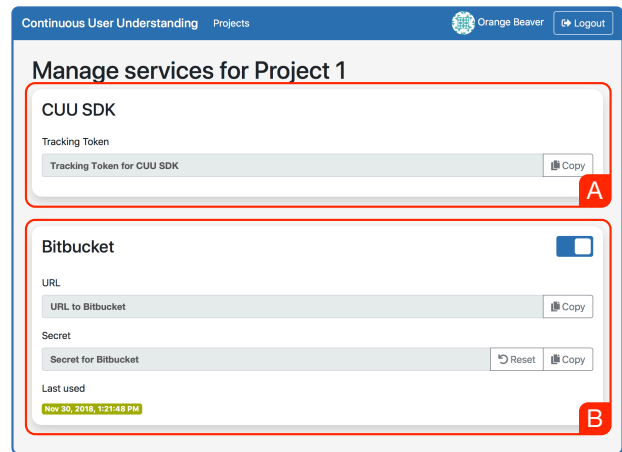 Continuous User Understanding Projects Orange Beaver Logout
Manage services for Project 1
CUU SDK
Tracking Token
Tracking Token for CUU SDK Copy
A
Bitbucket
URL
URL to Bitbucket Copy
Secret
Secret for Bitbucket Reset Copy
Last used
Nov 30, 2018, 1:21:48 PM
B